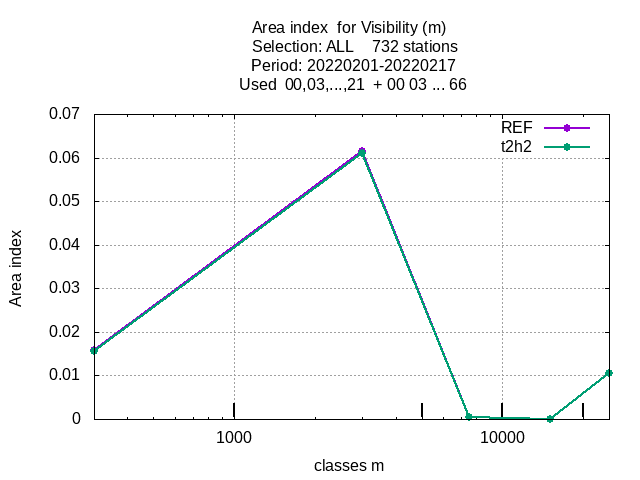 Area index  for Visibility (m)
Selection: ALL    732 stations
Period: 20220201-20220217
Used  00,03,...,21  + 00 03 ... 66
REF
t2h2
0.07
0.06
0.05
0.04
0.03
0.02
0.01
0
Area index
1000
10000
classes m